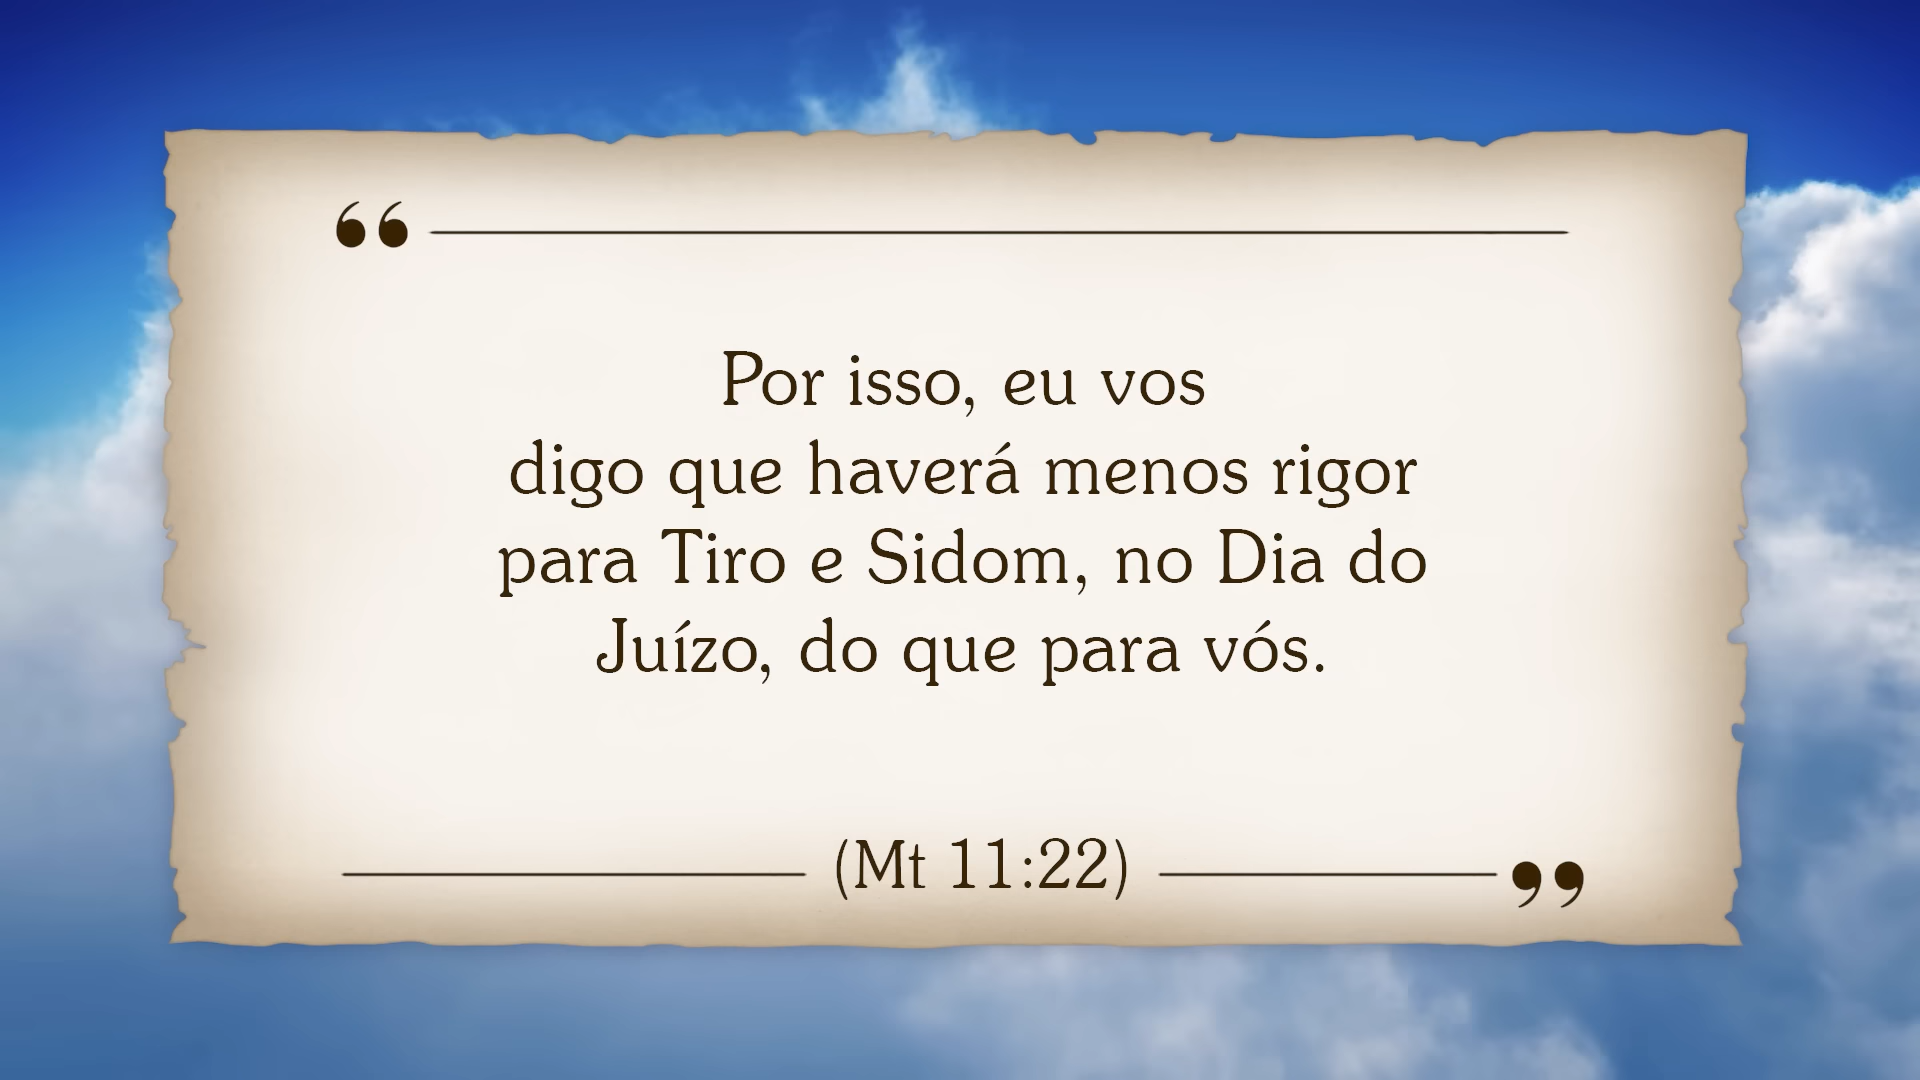 “
Por isso, eu vos
digo que haverá menos rigor
para Tiro e Sidom, no Dia do
Juízo, do que para vós.
(Mt 11:22)
”